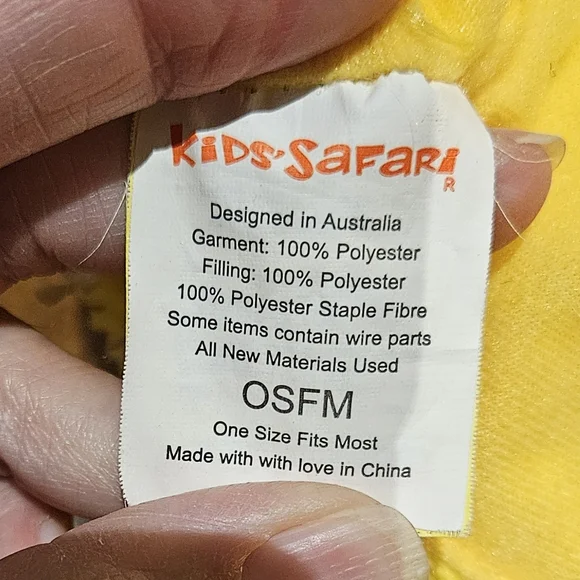 KiDS'SaFaRi
R
Designed in Australia
Garment: 100% Polyester
Filling: 100% Polyester
100% Polyester Staple Fibre
Some items contain wire parts
All New Materials Used
OSFM
One Size Fits Most
Made with with love in China